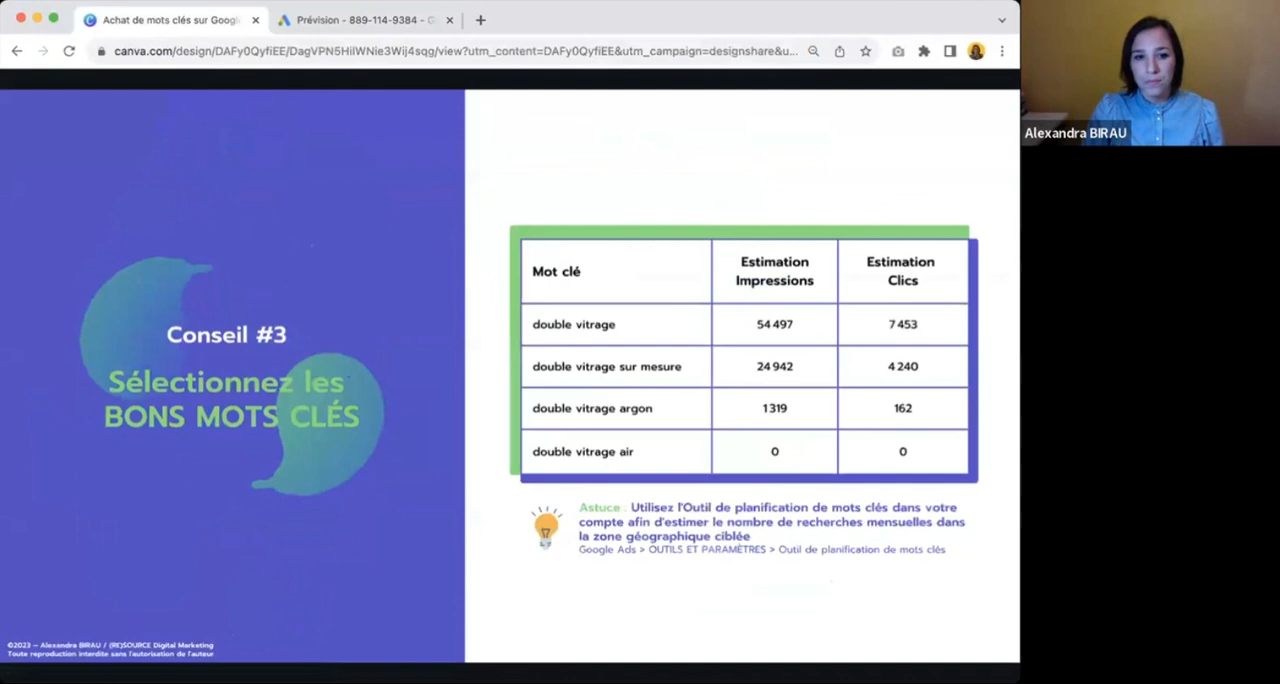 Achat de mots clés sur Googl
Prévision - 889-114-9384 - G
canva.com/design/DAFy0QyfiEE/DagVPN5HilWNie3Wij4sqg/view?utm_content=DAFy0QyfiEE&utm_campaign=designshare&u...
Alexandra BIRAU
Conseil #3
Sélectionnez les
BONS MOTS CLÉS
Mot clé Estimation Impressions Estimation Clics
double vitrage 54 497 7 453
double vitrage sur mesure 24 942 4 240
double vitrage argon 1 319 162
double vitrage air 0 0
Astuce : Utilisez l'Outil de planification de mots clés dans votre
compte afin d'estimer le nombre de recherches mensuelles dans
la zone géographique ciblée
Google Ads > OUTILS ET PARAMÈTRES > Outil de planification de mots clés
©2023 — Alexandra BIRAU / (RE)SOURCE Digital Marketing
Toute reproduction interdite sans l'autorisation de l'auteur